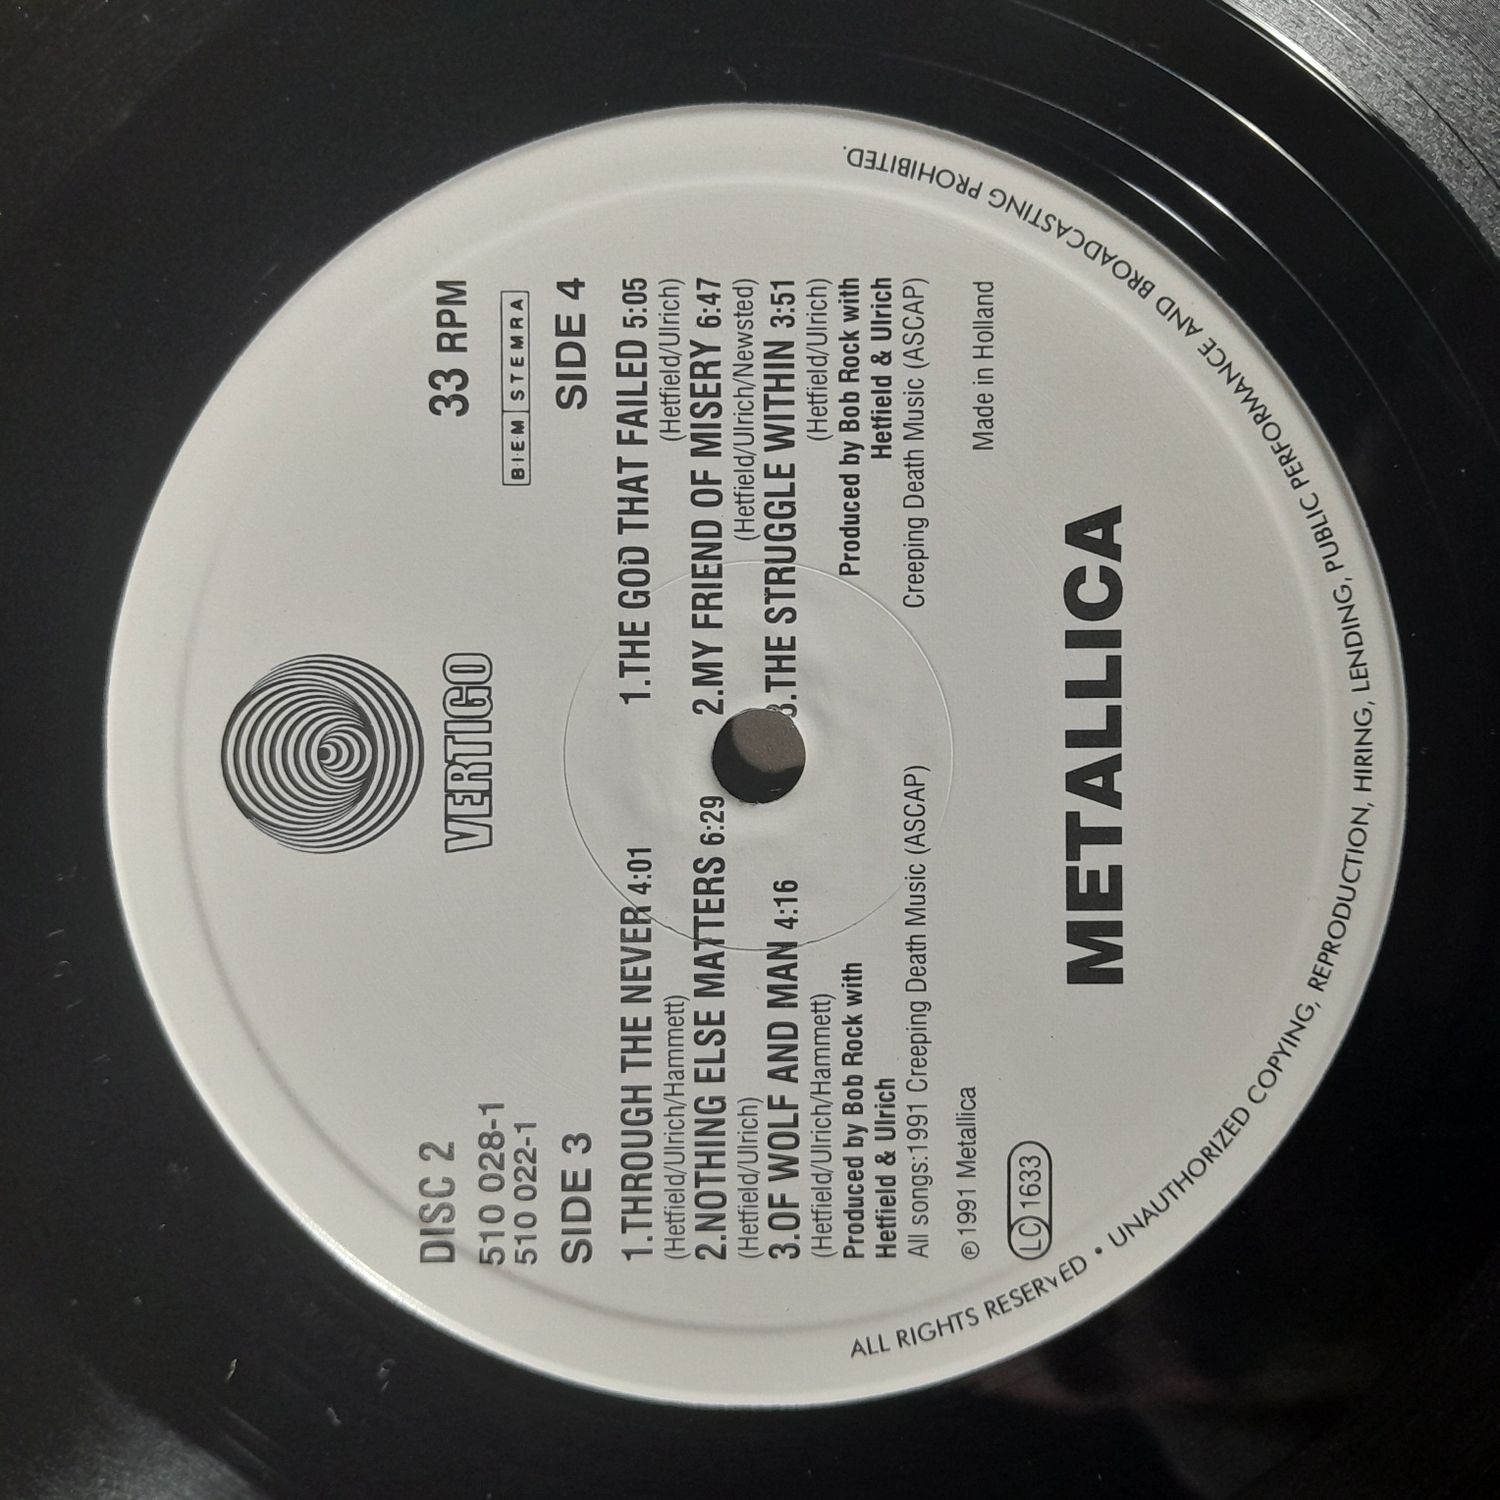 VERTIGO
DISC 2
510 028-1
510 022-1
33 RPM
BIEM STEMRA
SIDE 3
1.THROUGH THE NEVER 4:01
(Hetfield/Ulrich/Hammett)
2.NOTHING ELSE MATTERS 6:29
(Hetfield/Ulrich)
3.OF WOLF AND MAN 4:16
(Hetfield/Ulrich/Hammett)
Produced by Bob Rock with
Hetfield & Ulrich
All songs:1991 Creeping Death Music (ASCAP)
℗ 1991 Metallica
LC 1633
SIDE 4
1.THE GOD THAT FAILED 5:05
(Hetfield/Ulrich)
2.MY FRIEND OF MISERY 6:47
(Hetfield/Ulrich/Newsted)
3.THE STRUGGLE WITHIN 3:51
(Hetfield/Ulrich)
Produced by Bob Rock with
Hetfield & Ulrich
Creeping Death Music (ASCAP)
Made in Holland
METALLICA
ALL RIGHTS RESERVED • UNAUTHORIZED COPYING, REPRODUCTION, HIRING, LENDING, PUBLIC PERFORMANCE AND BROADCASTING PROHIBITED.